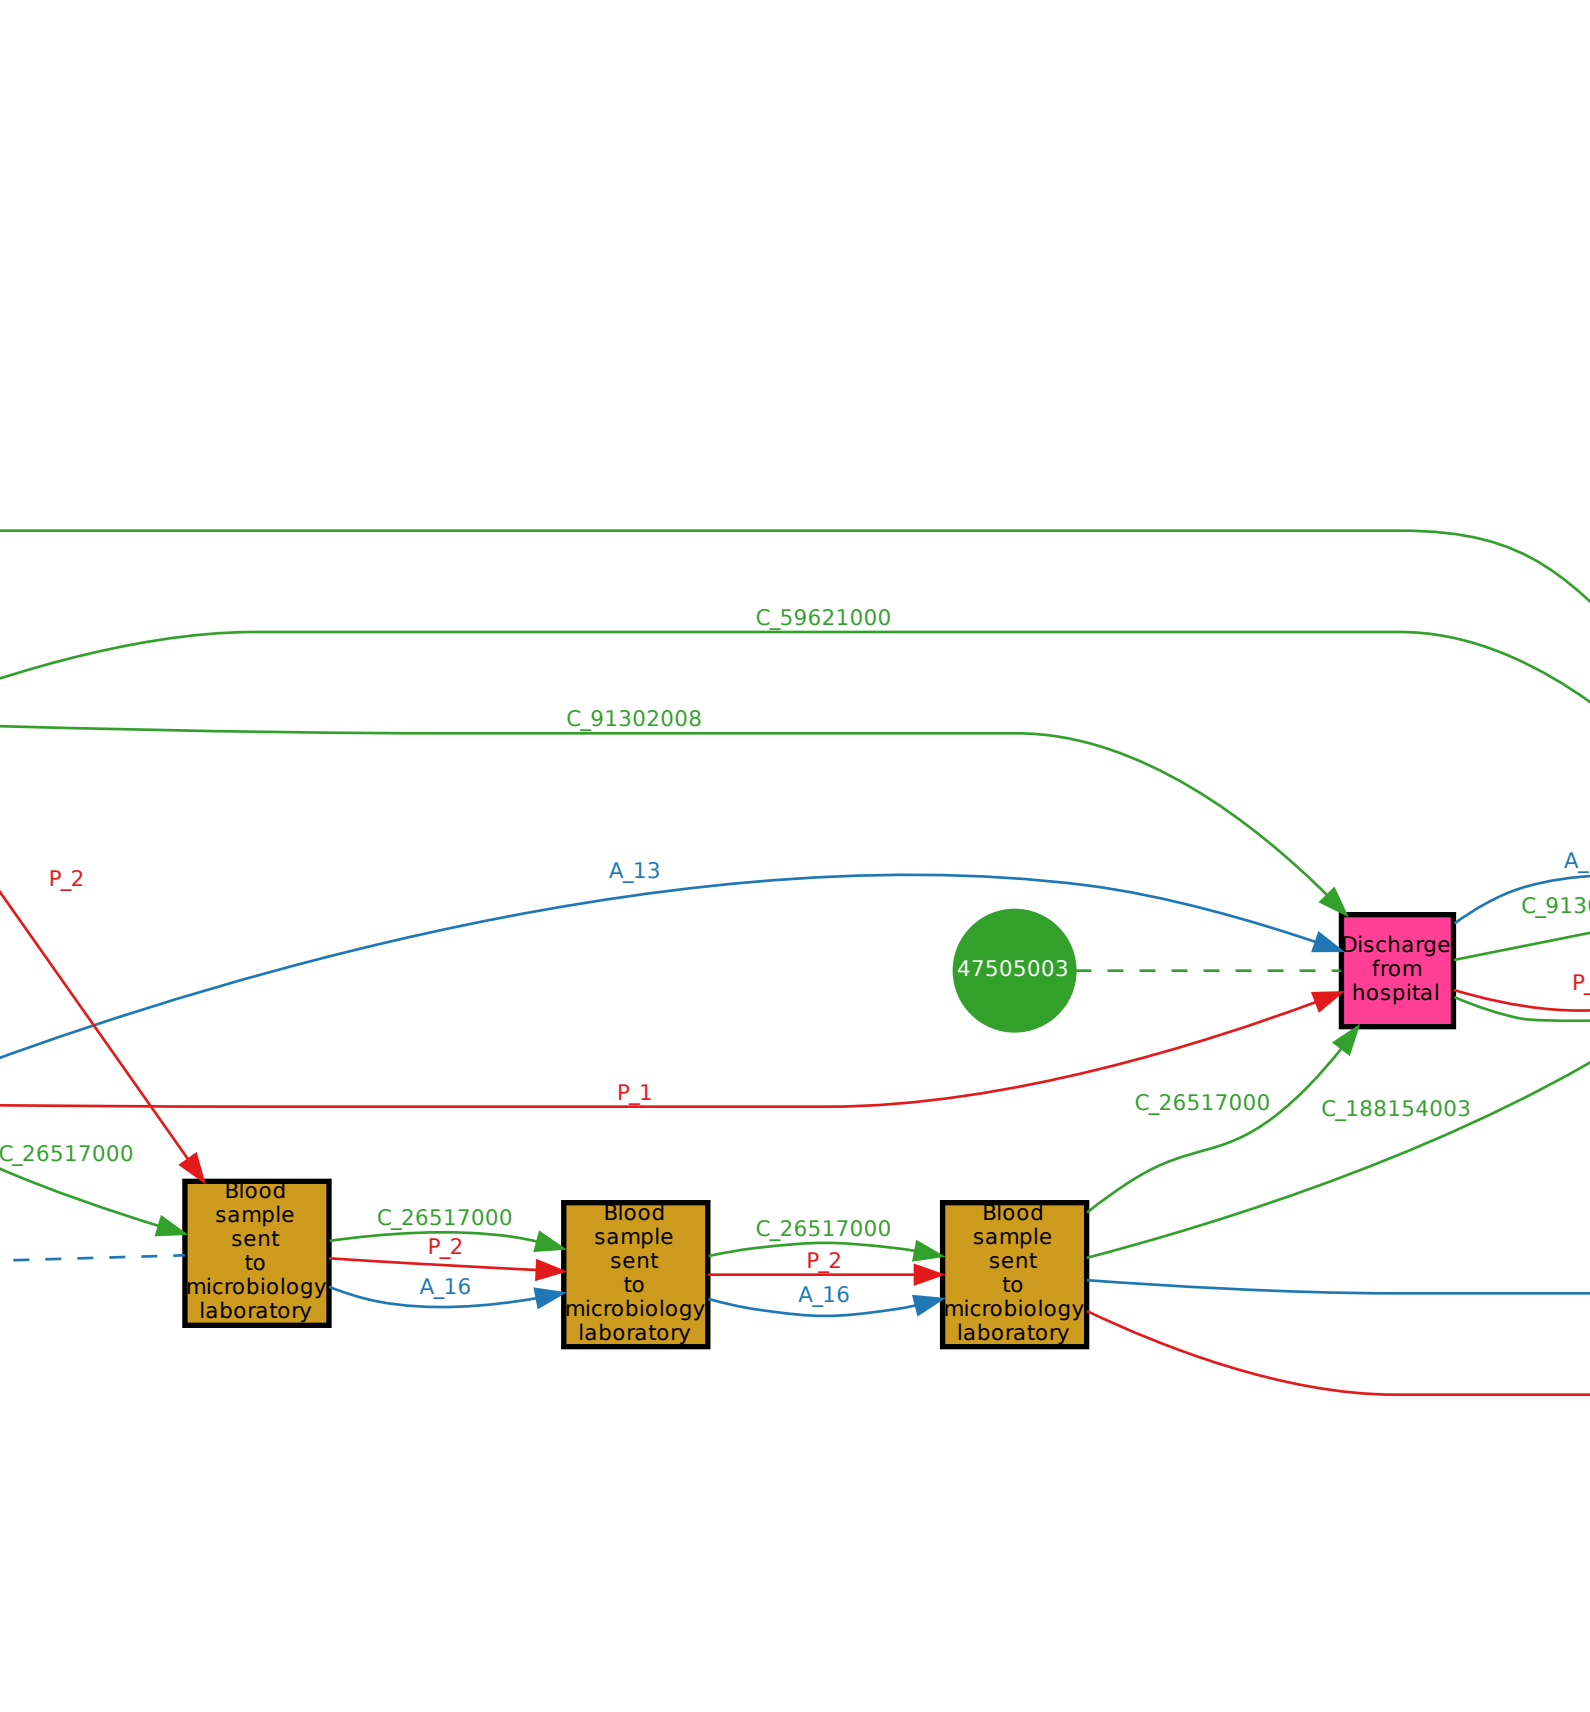 C_59621000
C_91302008
A_13
P_2
A_
C_913
47505003
Discharge
from
hospital
P_
P_1
C_26517000
C_188154003
C_26517000
Blood
sample
sent
to
microbiology
laboratory
C_26517000
P_2
A_16
Blood
sample
sent
to
microbiology
laboratory
C_26517000
P_2
A_16
Blood
sample
sent
to
microbiology
laboratory